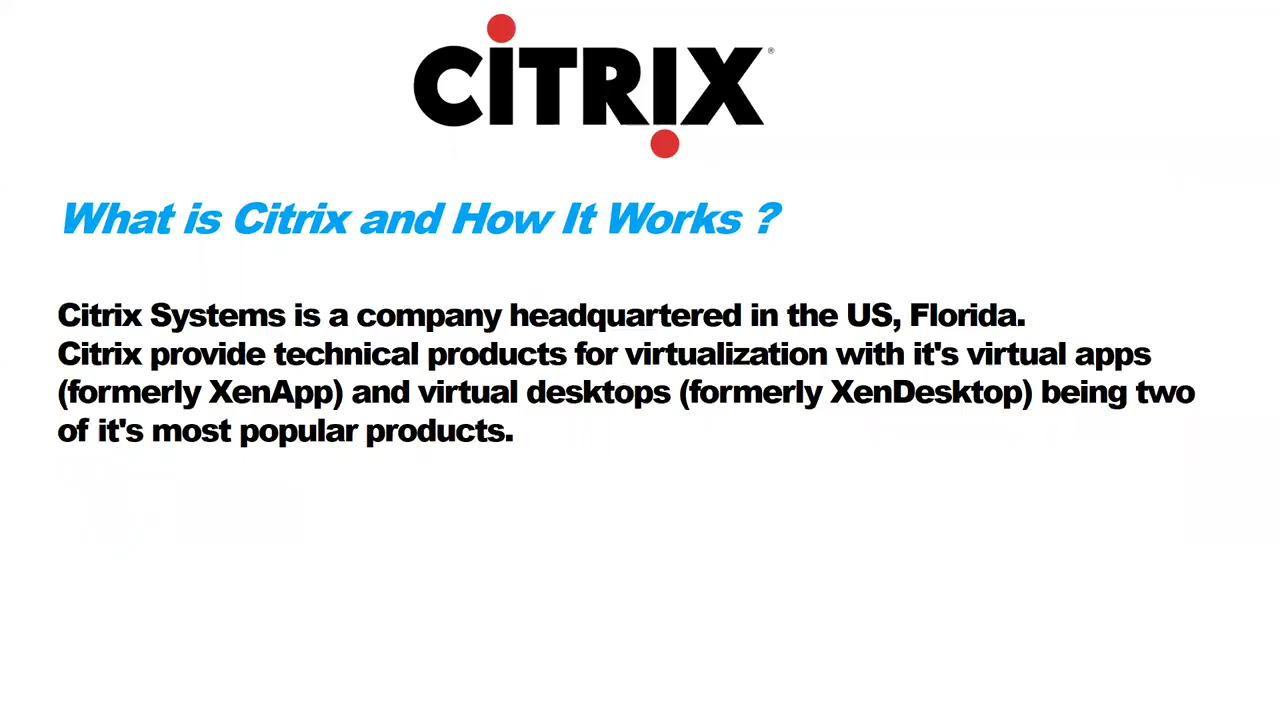 CiTRIX®
What is Citrix and How It Works ?
Citrix Systems is a company headquartered in the US, Florida.
Citrix provide technical products for virtualization with it's virtual apps
(formerly XenApp) and virtual desktops (formerly XenDesktop) being two
of it's most popular products.